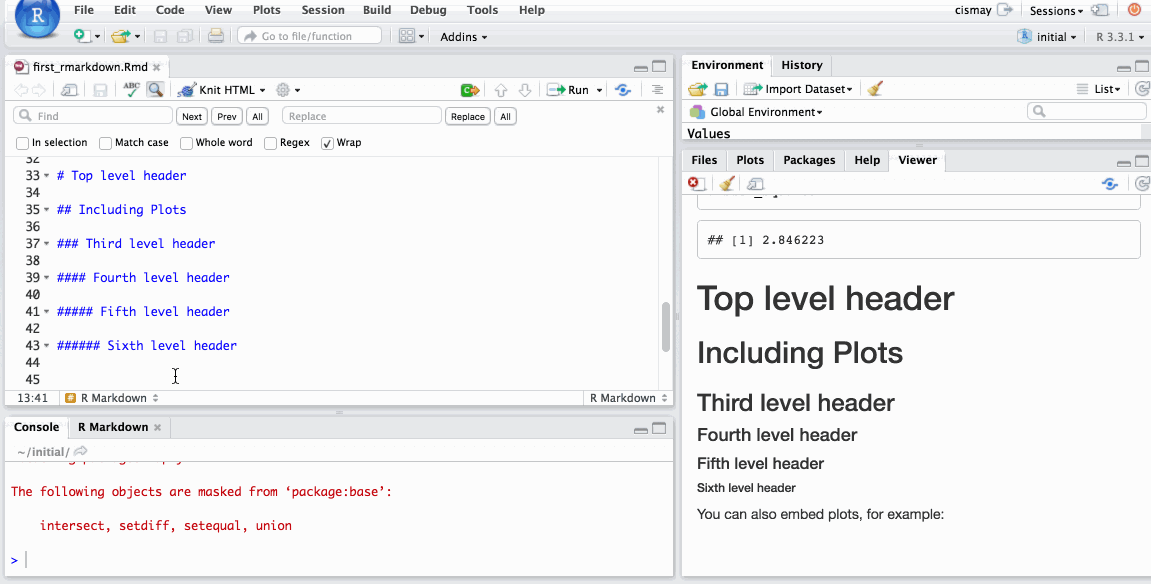 File Edit Code View Plots Session Build Debug Tools Help
cismay Sessions
Go to file/function Addins
initial R 3.3.1
first_rmarkdown.Rmd
ABC Knit HTML Run
Find Next Prev All Replace Replace All
In selection Match case Whole word Regex Wrap
32
33 # Top level header
34
35 ## Including Plots
36
37 ### Third level header
38
39 #### Fourth level header
40
41 ##### Fifth level header
42
43 ###### Sixth level header
44
45
13:41 # R Markdown R Markdown
Console R Markdown
~/initial/
The following objects are masked from ‘package:base’:
intersect, setdiff, setequal, union
>
Environment History
Import Dataset List
Global Environment
Values
Files Plots Packages Help Viewer
## [1] 2.846223
Top level header
Including Plots
Third level header
Fourth level header
Fifth level header
Sixth level header
You can also embed plots, for example: